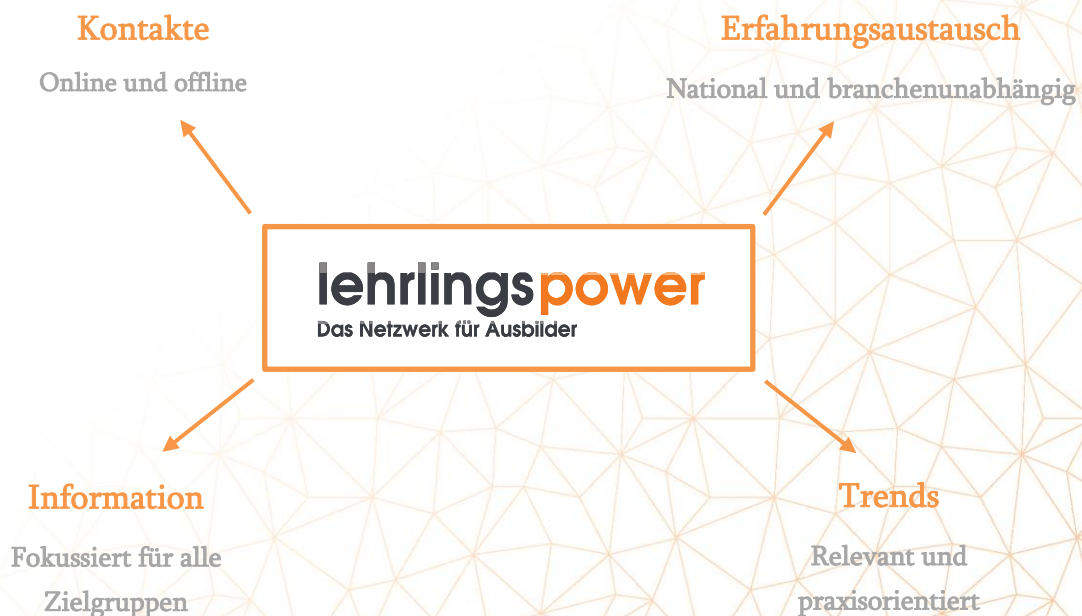 Kontakte
Online und offline
Erfahrungsaustausch
National und branchenunabhängig
lehrlingspower
Das Netzwerk für Ausbilder
Information
Fokussiert für alle
Zielgruppen
Trends
Relevant und
praxisorientiert